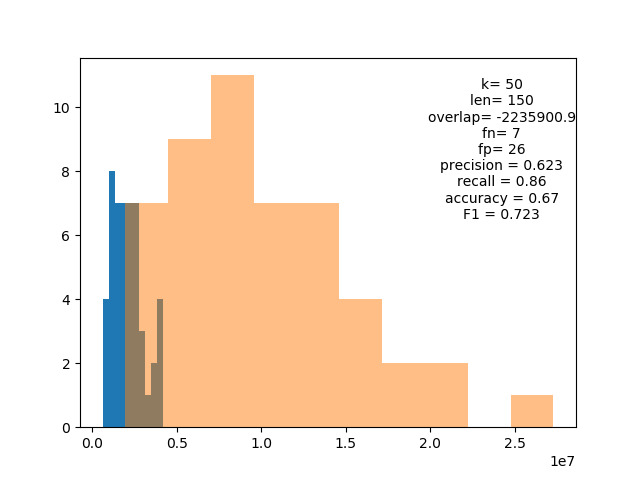 k= 50
len= 150
overlap= -2235900.9
fn= 7
fp= 26
precision = 0.623
recall = 0.86
accuracy = 0.67
F1 = 0.723
10
8
6
4
2
0
0.0 0.5 1.0 1.5 2.0 2.5
1e7